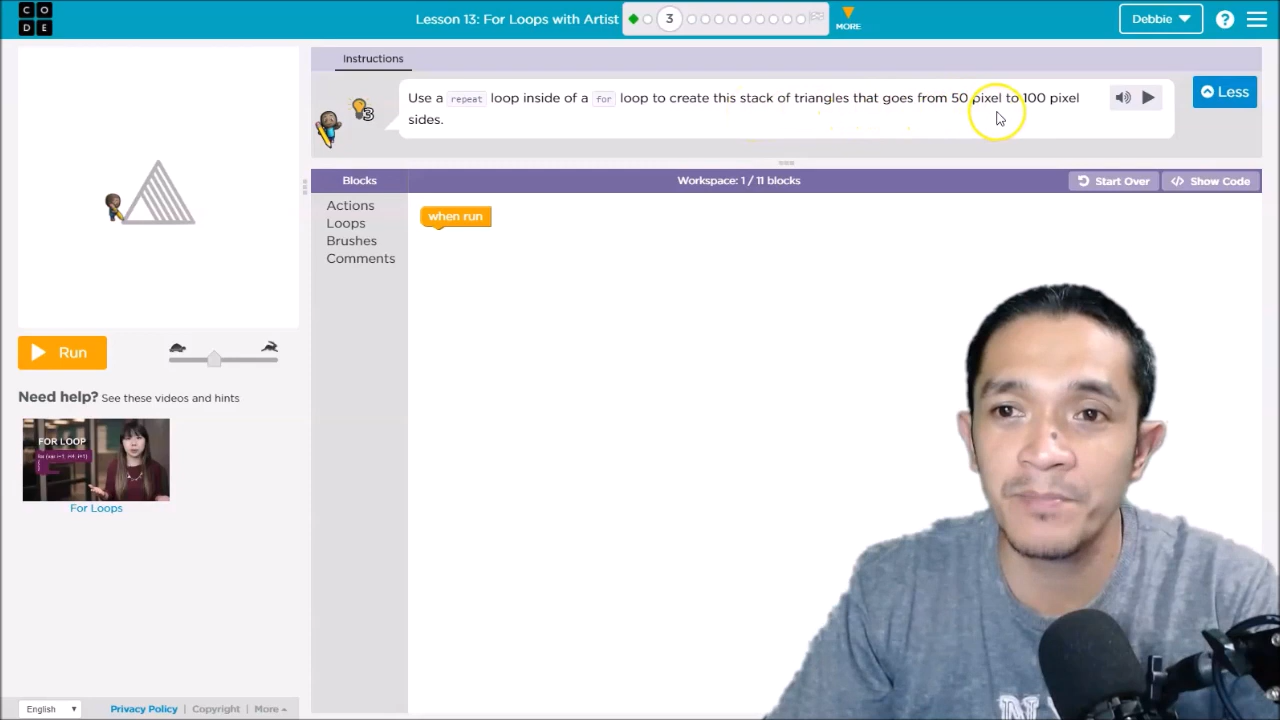 C O
D E
Lesson 13: For Loops with Artist
3
MORE
Debbie
?
Instructions
3
Use a repeat loop inside of a for loop to create this stack of triangles that goes from 50 pixel to 100 pixel
sides.
Less
Blocks
Workspace: 1 / 11 blocks
Start Over
Show Code
Actions
Loops
Brushes
Comments
when run
Run
Need help? See these videos and hints
FOR LOOP
For Loops
English
Privacy Policy | Copyright | More